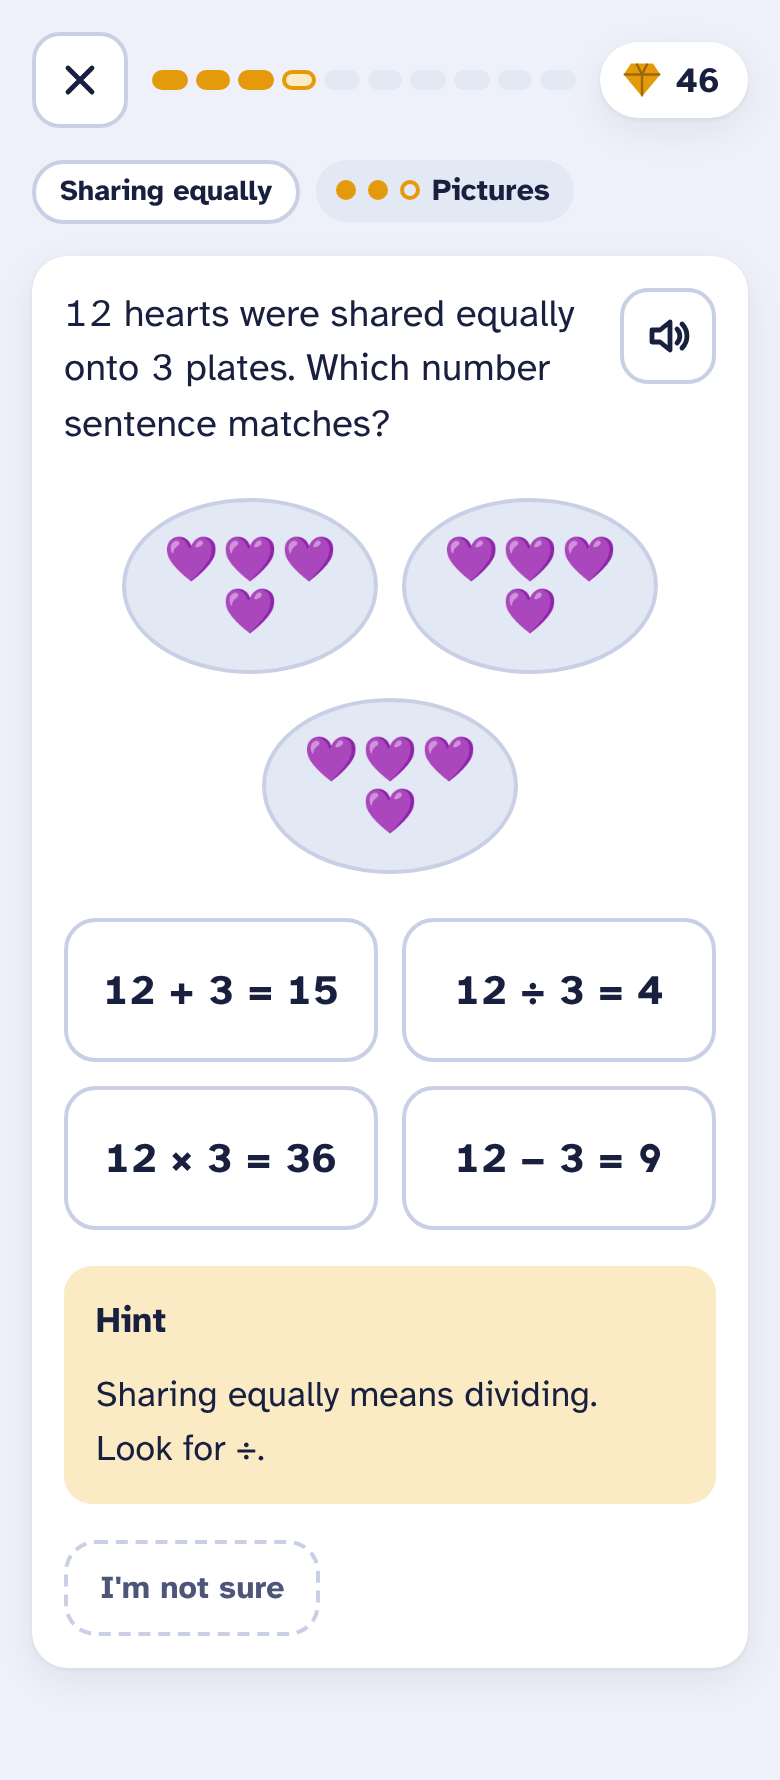 46
Sharing equally
Pictures
12 hearts were shared equally
onto 3 plates. Which number
sentence matches?
12 + 3 = 15
12 ÷ 3 = 4
12 × 3 = 36
12 − 3 = 9
Hint
Sharing equally means dividing.
Look for ÷.
I'm not sure